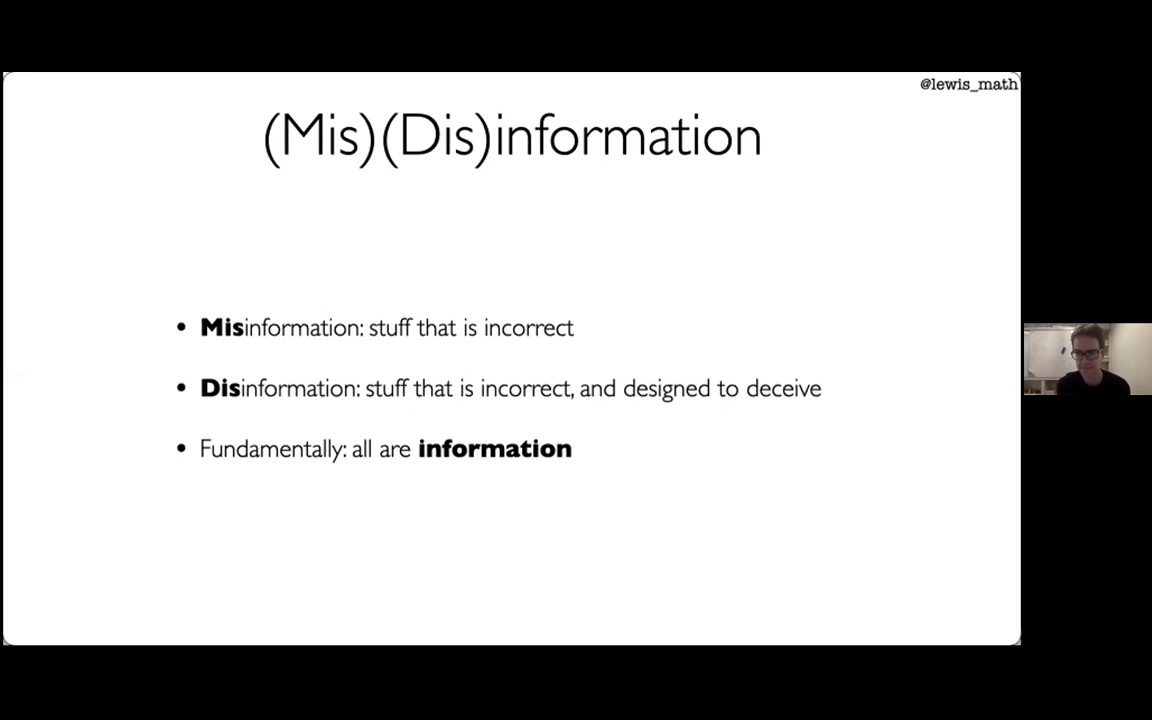 @lewis_math
(Mis)(Dis)information
• Misinformation: stuff that is incorrect
• Disinformation: stuff that is incorrect, and designed to deceive
• Fundamentally: all are information